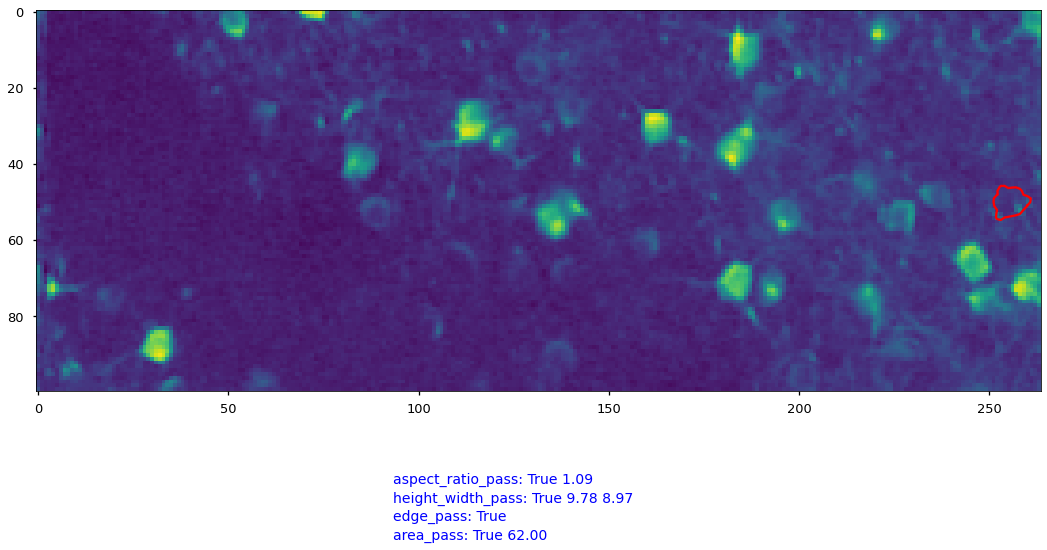 0
20
40
60
80
0 50 100 150 200 250
aspect_ratio_pass: True 1.09
height_width_pass: True 9.78 8.97
edge_pass: True
area_pass: True 62.00